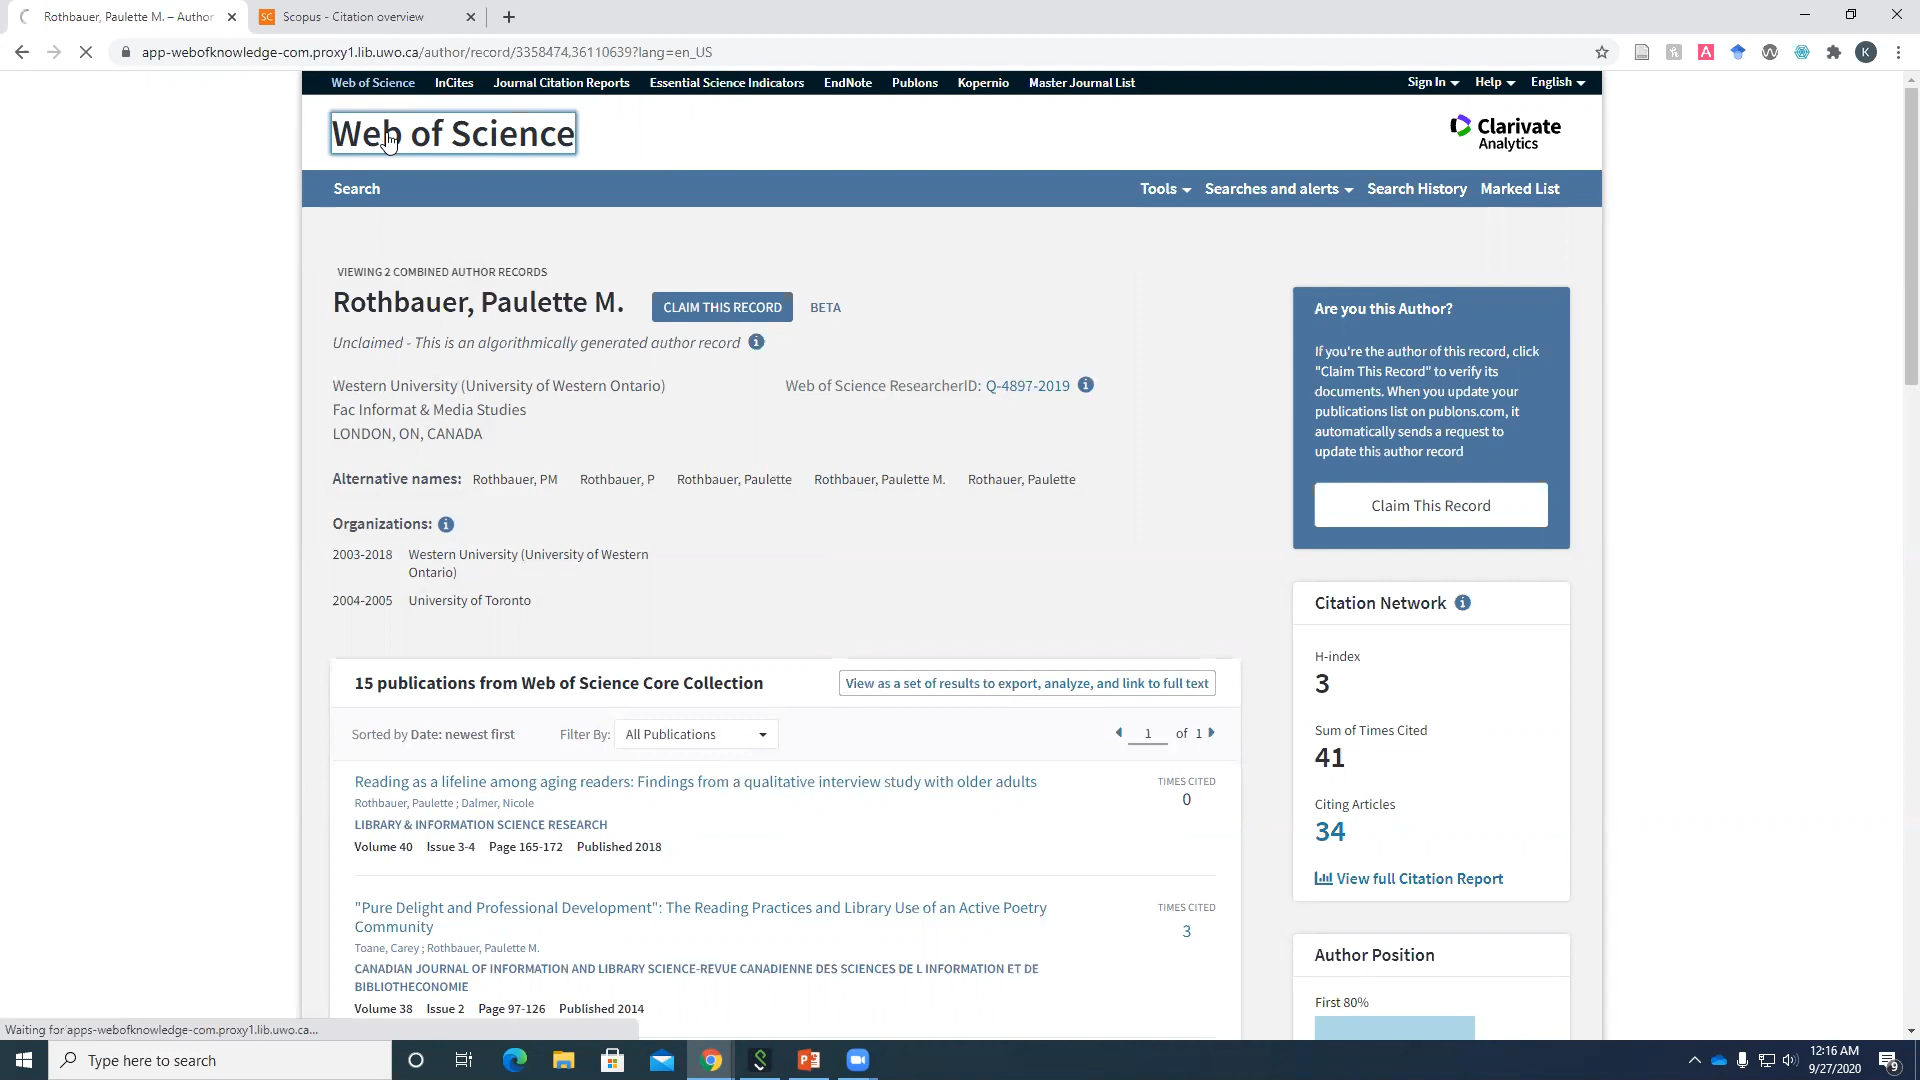 Rothbauer, Paulette M. – Author
SC Scopus - Citation overview
app-webofknowledge-com.proxy1.lib.uwo.ca/author/record/3358474,36110639?lang=en_US
A
K
Web of Science InCites Journal Citation Reports Essential Science Indicators EndNote Publons Kopernio Master Journal List Sign In Help English
Web of Science
Clarivate
Analytics
Search Tools Searches and alerts Search History Marked List
VIEWING 2 COMBINED AUTHOR RECORDS
Rothbauer, Paulette M. CLAIM THIS RECORD BETA
Unclaimed - This is an algorithmically generated author record
Western University (University of Western Ontario) Web of Science ResearcherID: Q-4897-2019
Fac Informat & Media Studies
LONDON, ON, CANADA
Alternative names: Rothbauer, PM Rothbauer, P Rothbauer, Paulette Rothbauer, Paulette M. Rothauer, Paulette
Organizations:
2003-2018 Western University (University of Western
Ontario)
2004-2005 University of Toronto
Are you this Author?
If you're the author of this record, click
"Claim This Record" to verify its
documents. When you update your
publications list on publons.com, it
automatically sends a request to
update this author record
Claim This Record
Citation Network
H-index
3
Sum of Times Cited
41
Citing Articles
34
View full Citation Report
Author Position
First 80%
15 publications from Web of Science Core Collection View as a set of results to export, analyze, and link to full text
Sorted by Date: newest first Filter By: All Publications 1 of 1
Reading as a lifeline among aging readers: Findings from a qualitative interview study with older adults
Rothbauer, Paulette ; Dalmer, Nicole
LIBRARY & INFORMATION SCIENCE RESEARCH
Volume 40 Issue 3-4 Page 165-172 Published 2018
TIMES CITED
0
"Pure Delight and Professional Development": The Reading Practices and Library Use of an Active Poetry
Community
Toane, Carey ; Rothbauer, Paulette M.
CANADIAN JOURNAL OF INFORMATION AND LIBRARY SCIENCE-REVUE CANADIENNE DES SCIENCES DE L INFORMATION ET DE
BIBLIOTHECONOMIE
Volume 38 Issue 2 Page 97-126 Published 2014
TIMES CITED
3
Waiting for apps-webofknowledge-com.proxy1.lib.uwo.ca...
Type here to search
12:16 AM
9/27/2020
9